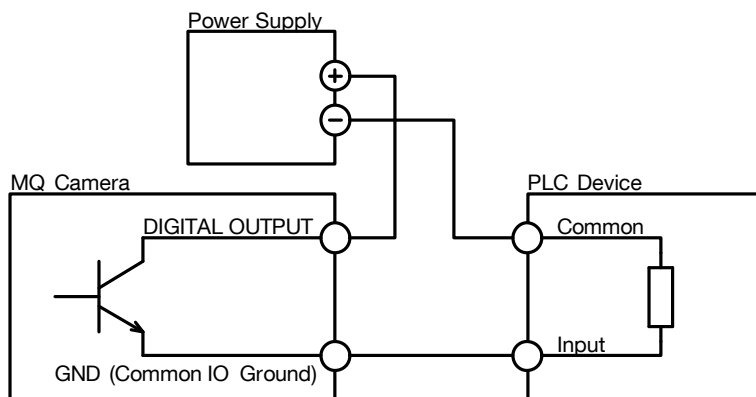 Power Supply
+
−
MQ Camera
PLC Device
DIGITAL OUTPUT
Common
Input
GND (Common IO Ground)